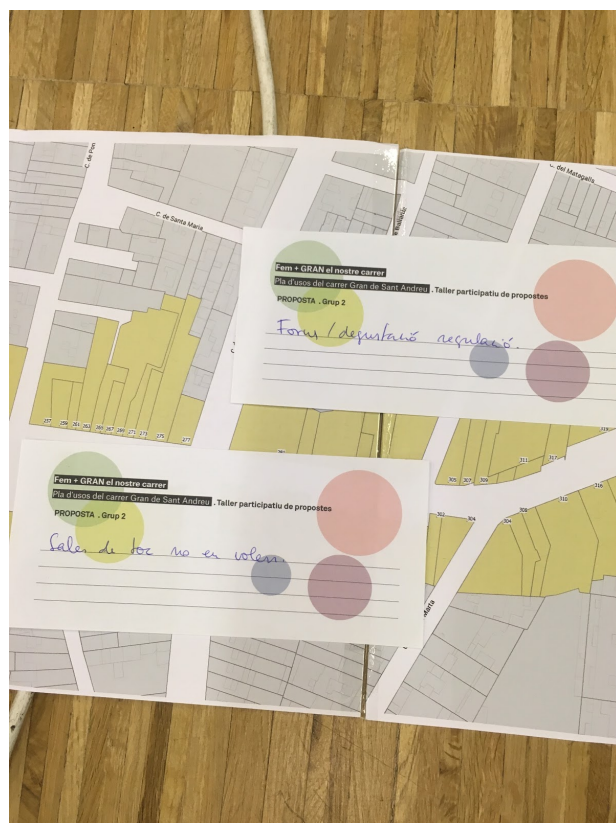 C. de Pon
C. del Matagalls
C. de Santa Maria
Fem + GRAN el nostre carrer
Pla d'usos del carrer Gran de Sant Andreu . Taller participatiu de propostes
PROPOSTA . Grup 2
Forns/degustació regulació.
257 259 261 263 265 267 269 271 273 275 277
305 307 309 311 317 319
302 304 304 308 310 316
Fem + GRAN el nostre carrer
Pla d'usos del carrer Gran de Sant Andreu . Taller participatiu de propostes
PROPOSTA . Grup 2
Sales de joc no en volem.
Marta